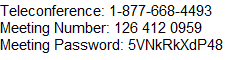 Teleconference: 1-877-668-4493
Meeting Number: 126 412 0959
Meeting Password: 5VNkRkXdP48